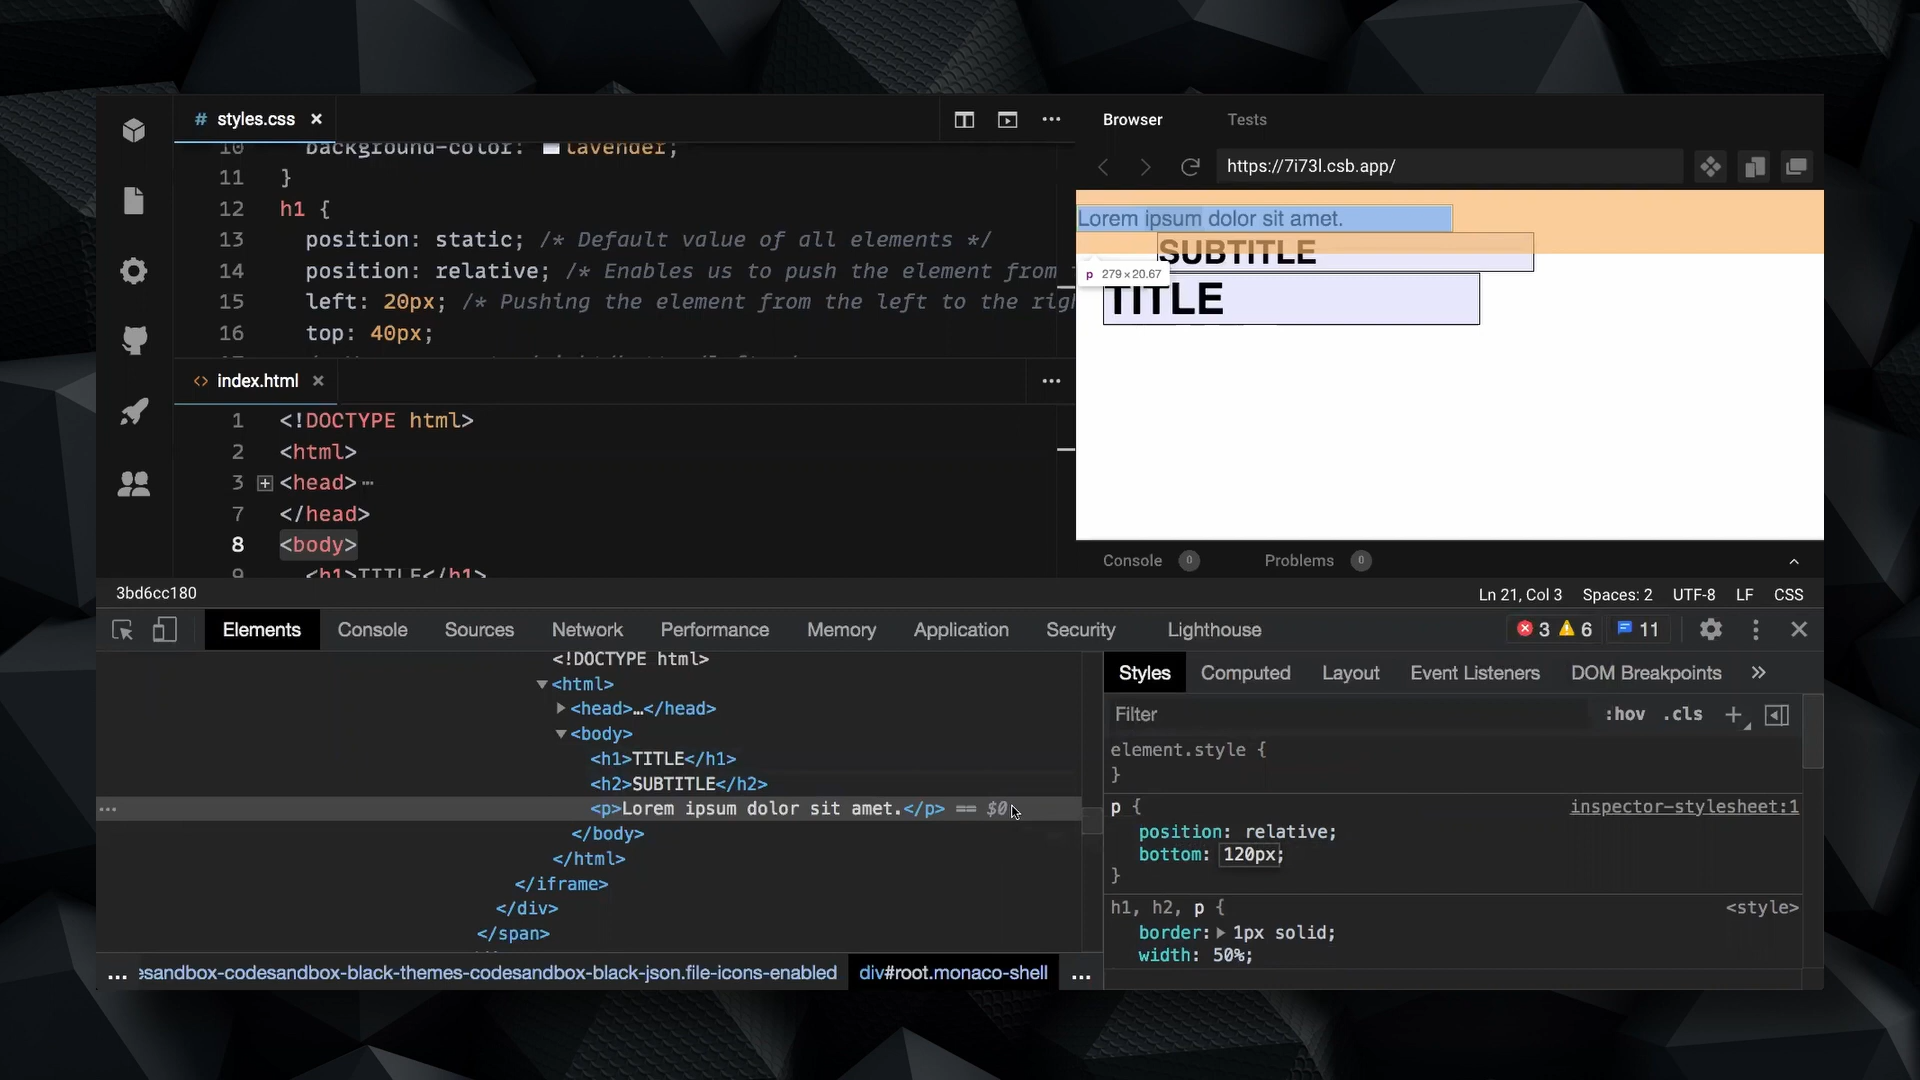 # styles.css ×
10 background-color: lavender;
11 }
12 h1 {
13 position: static; /* Default value of all elements */
14 position: relative; /* Enables us to push the element from
15 left: 20px; /* Pushing the element from the left to the righ
16 top: 40px;
<> index.html ×
1 <!DOCTYPE html>
2 <html>
3 <head>
7 </head>
8 <body>
9 <h1>TITLE</h1>
Browser Tests
https://7i73l.csb.app/
Lorem ipsum dolor sit amet.
SUBTITLE
p 279×20.67
TITLE
Console 0 Problems 0
3bd6cc180
Ln 21, Col 3 Spaces: 2 UTF-8 LF CSS
Elements Console Sources Network Performance Memory Application Security Lighthouse 3 6 11
<!DOCTYPE html>
<html>
<head>…</head>
<body>
<h1>TITLE</h1>
<h2>SUBTITLE</h2>
<p>Lorem ipsum dolor sit amet.</p> == $0
</body>
</html>
</iframe>
</div>
</span>
... esandbox-codesandbox-black-themes-codesandbox-black-json.file-icons-enabled div#root.monaco-shell ...
Styles Computed Layout Event Listeners DOM Breakpoints »
Filter :hov .cls +
element.style {
}
p { inspector-stylesheet:1
position: relative;
bottom: 120px;
}
h1, h2, p { <style>
border: 1px solid;
width: 50%;